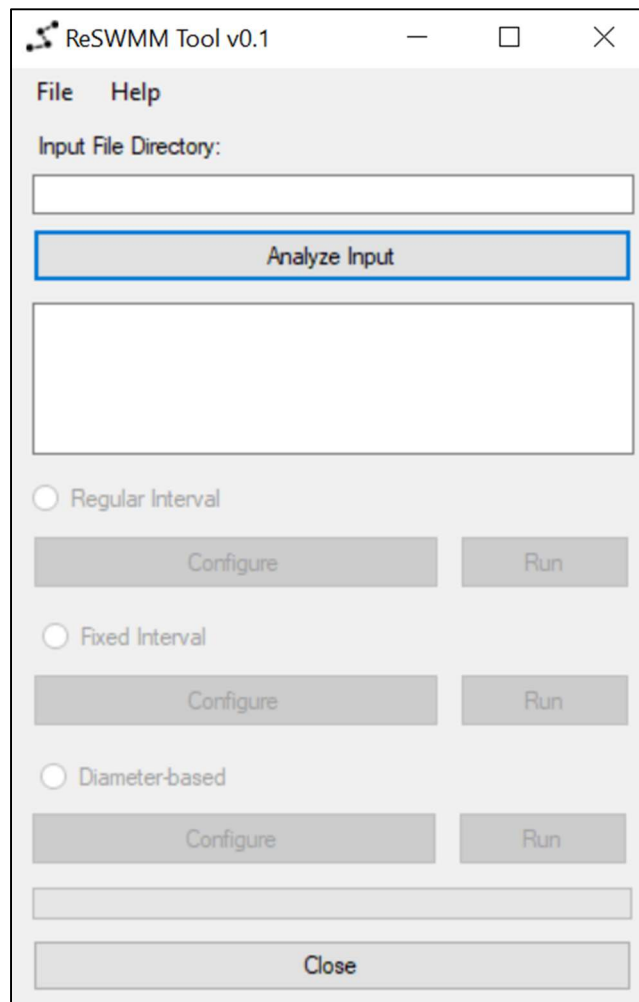 ReSWMM Tool v0.1
File Help
Input File Directory:
Analyze Input
Regular Interval
Configure Run
Fixed Interval
Configure Run
Diameter-based
Configure Run
Close